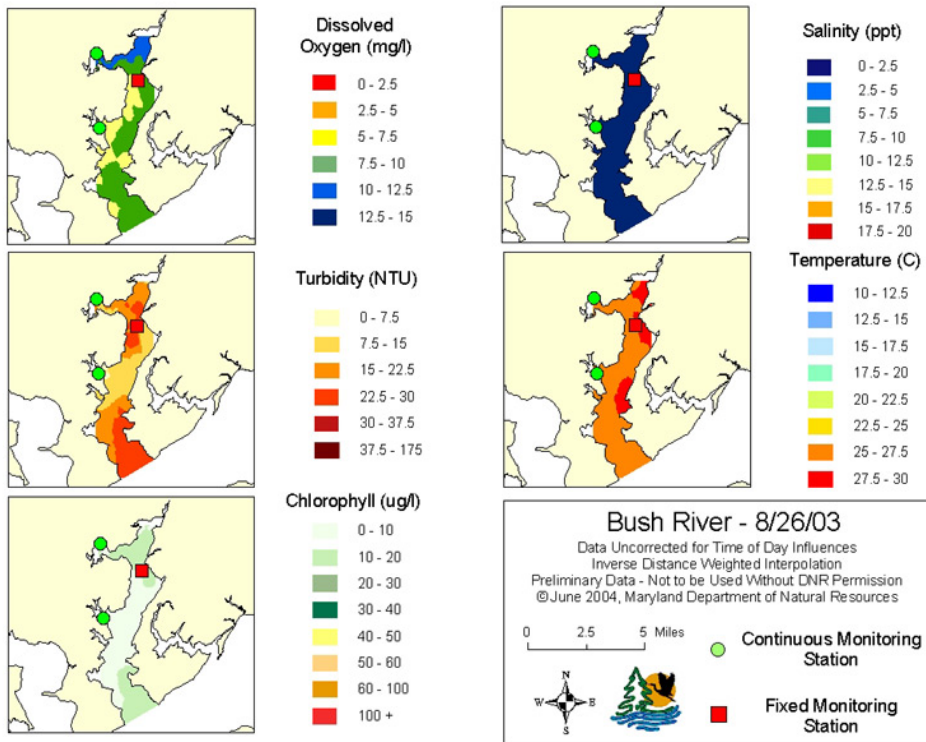 Dissolved
Oxygen (mg/l)
0 - 2.5
2.5 - 5
5 - 7.5
7.5 - 10
10 - 12.5
12.5 - 15
Salinity (ppt)
0 - 2.5
2.5 - 5
5 - 7.5
7.5 - 10
10 - 12.5
12.5 - 15
15 - 17.5
17.5 - 20
Turbidity (NTU)
0 - 7.5
7.5 - 15
15 - 22.5
22.5 - 30
30 - 37.5
37.5 - 175
Temperature (C)
10 - 12.5
12.5 - 15
15 - 17.5
17.5 - 20
20 - 22.5
22.5 - 25
25 - 27.5
27.5 - 30
Chlorophyll (ug/l)
0 - 10
10 - 20
20 - 30
30 - 40
40 - 50
50 - 60
60 - 100
100 +
Bush River - 8/26/03
Data Uncorrected for Time of Day Influences
Inverse Distance Weighted Interpolation
Preliminary Data - Not to be Used Without DNR Permission
© June 2004, Maryland Department of Natural Resources
0 2.5 5 Miles
Continuous Monitoring
Station
N
W E
S
Fixed Monitoring
Station